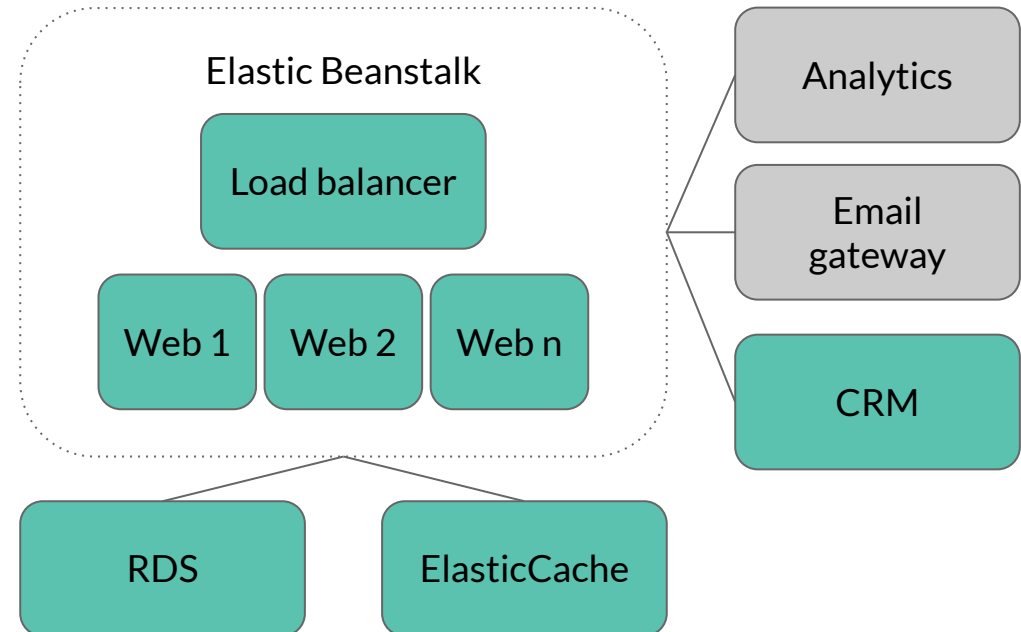 Elastic Beanstalk
Load balancer
Web 1
Web 2
Web n
RDS
ElasticCache
Analytics
Email
gateway
CRM